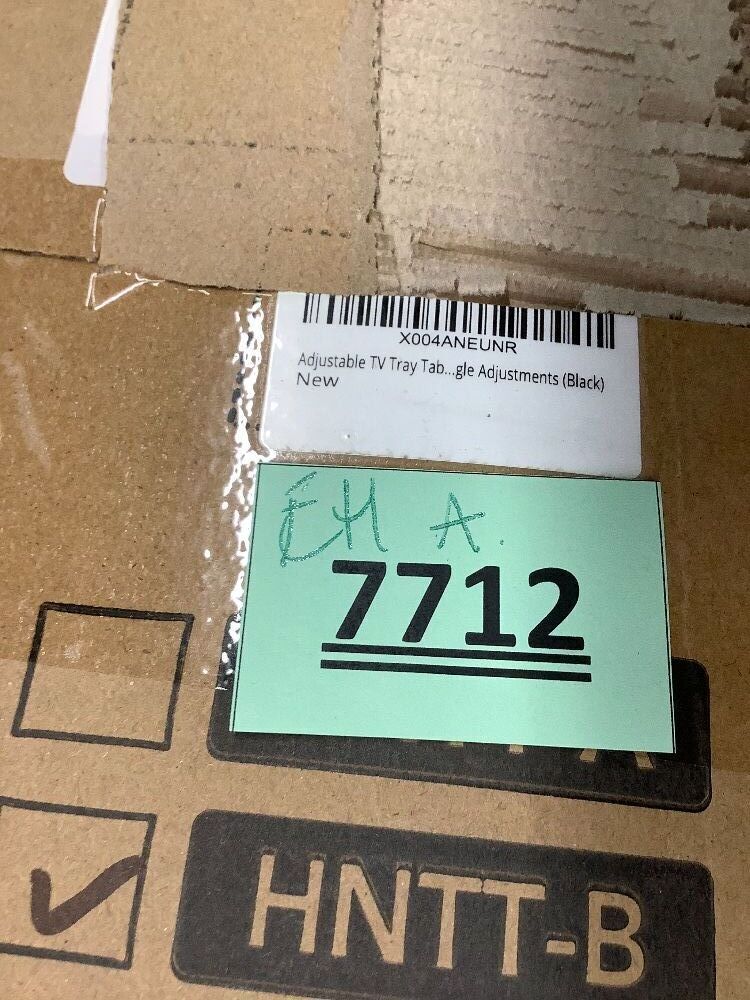 X004ANEUNR
Adjustable TV Tray Tab...gle Adjustments (Black)
New
EH A.
7712
HNTT-B